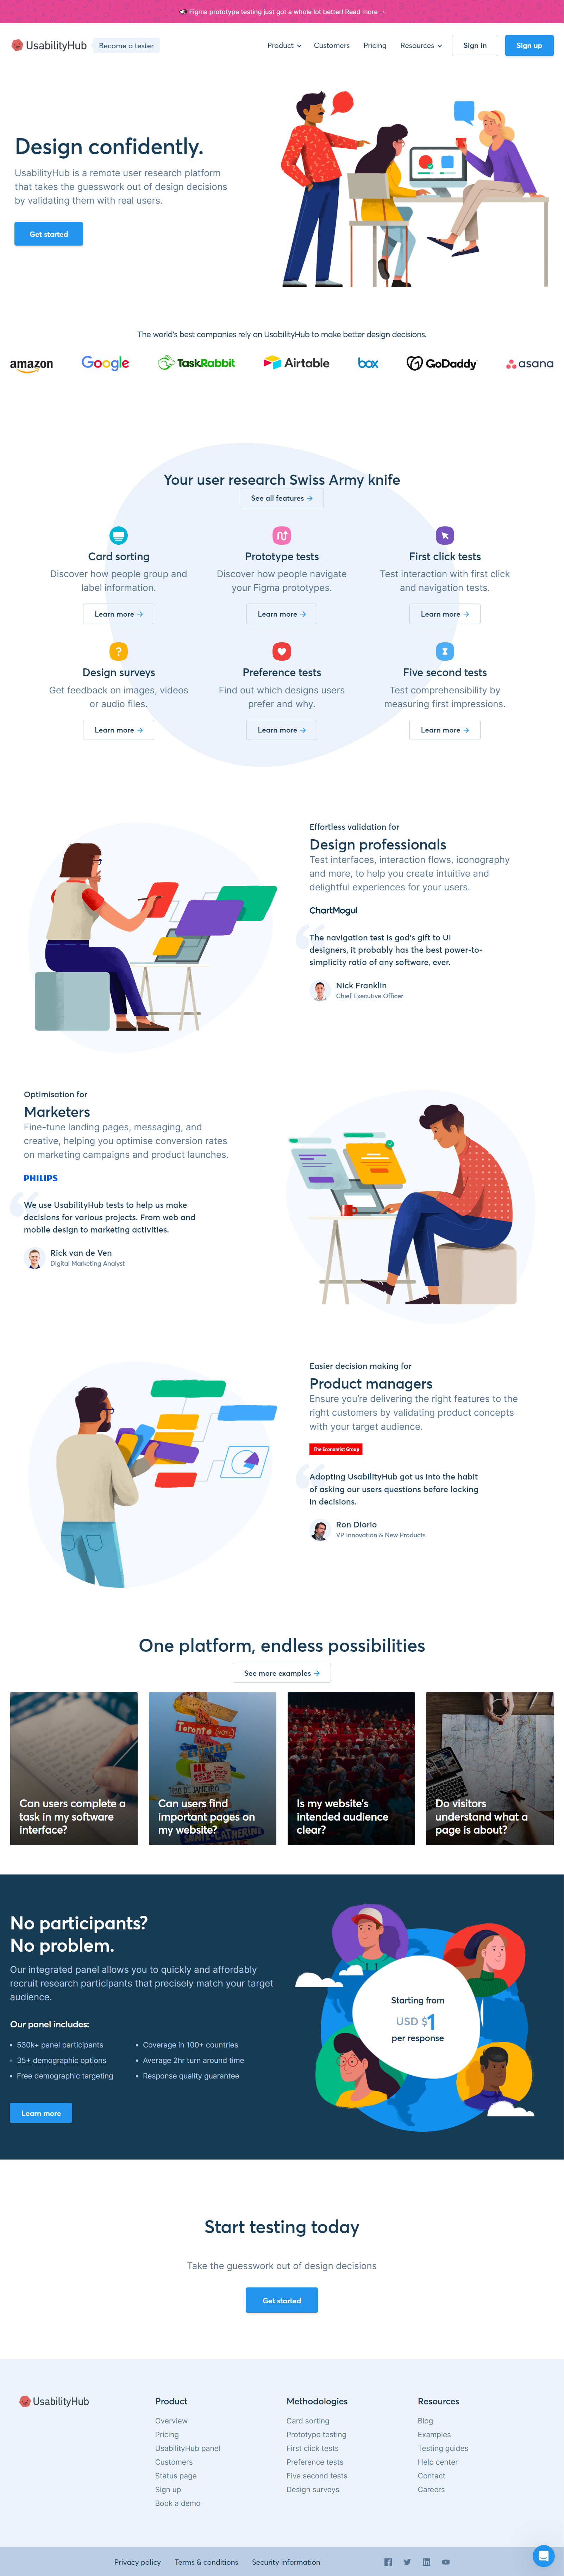 Figma prototype testing just got a whole lot better! Read more →
UsabilityHub
Become a tester
Product
Customers
Pricing
Resources
Sign in
Sign up
Design confidently.
UsabilityHub is a remote user research platform
that takes the guesswork out of design decisions
by validating them with real users.
Get started
The world's best companies rely on UsabilityHub to make better design decisions.
amazon
Google
TaskRabbit
Airtable
box
GoDaddy
asana
Your user research Swiss Army knife
See all features →
Card sorting
Discover how people group and
label information.
Learn more →
Prototype tests
Discover how people navigate
your Figma prototypes.
Learn more →
First click tests
Test interaction with first click
and navigation tests.
Learn more →
?
Design surveys
Get feedback on images, videos
or audio files.
Learn more →
Preference tests
Find out which designs users
prefer and why.
Learn more →
Five second tests
Test comprehensibility by
measuring first impressions.
Learn more →
Effortless validation for
Design professionals
Test interfaces, interaction flows, iconography
and more, to help you create intuitive and
delightful experiences for your users.
ChartMogul
“
The navigation test is god's gift to UI
designers, it probably has the best power-to-
simplicity ratio of any software, ever.
Nick Franklin
Chief Executive Officer
Optimisation for
Marketers
Fine-tune landing pages, messaging, and
creative, helping you optimise conversion rates
on marketing campaigns and product launches.
PHILIPS
“
We use UsabilityHub tests to help us make
decisions for various projects. From web and
mobile design to marketing activities.
Rick van de Ven
Digital Marketing Analyst
Easier decision making for
Product managers
Ensure you're delivering the right features to the
right customers by validating product concepts
with your target audience.
The Economist Group
“
Adopting UsabilityHub got us into the habit
of asking our users questions before locking
in decisions.
Ron Diorio
VP Innovation & New Products
One platform, endless possibilities
See more examples →
Can users complete a
task in my software
interface?
Toronto
RIO DE JANEIRO
Can users find
important pages on
my website?
Is my website's
intended audience
clear?
Do visitors
understand what a
page is about?
No participants?
No problem.
Our integrated panel allows you to quickly and affordably
recruit research participants that precisely match your target
audience.
Our panel includes:
• 530k+ panel participants
• 35+ demographic options
• Free demographic targeting
• Coverage in 100+ countries
• Average 2hr turn around time
• Response quality guarantee
Learn more
Starting from
USD $1
per response
Start testing today
Take the guesswork out of design decisions
Get started
UsabilityHub
Product
Overview
Pricing
UsabilityHub panel
Customers
Status page
Sign up
Book a demo
Methodologies
Card sorting
Prototype testing
First click tests
Preference tests
Five second tests
Design surveys
Resources
Blog
Examples
Testing guides
Help center
Contact
Careers
Privacy policy
Terms & conditions
Security information